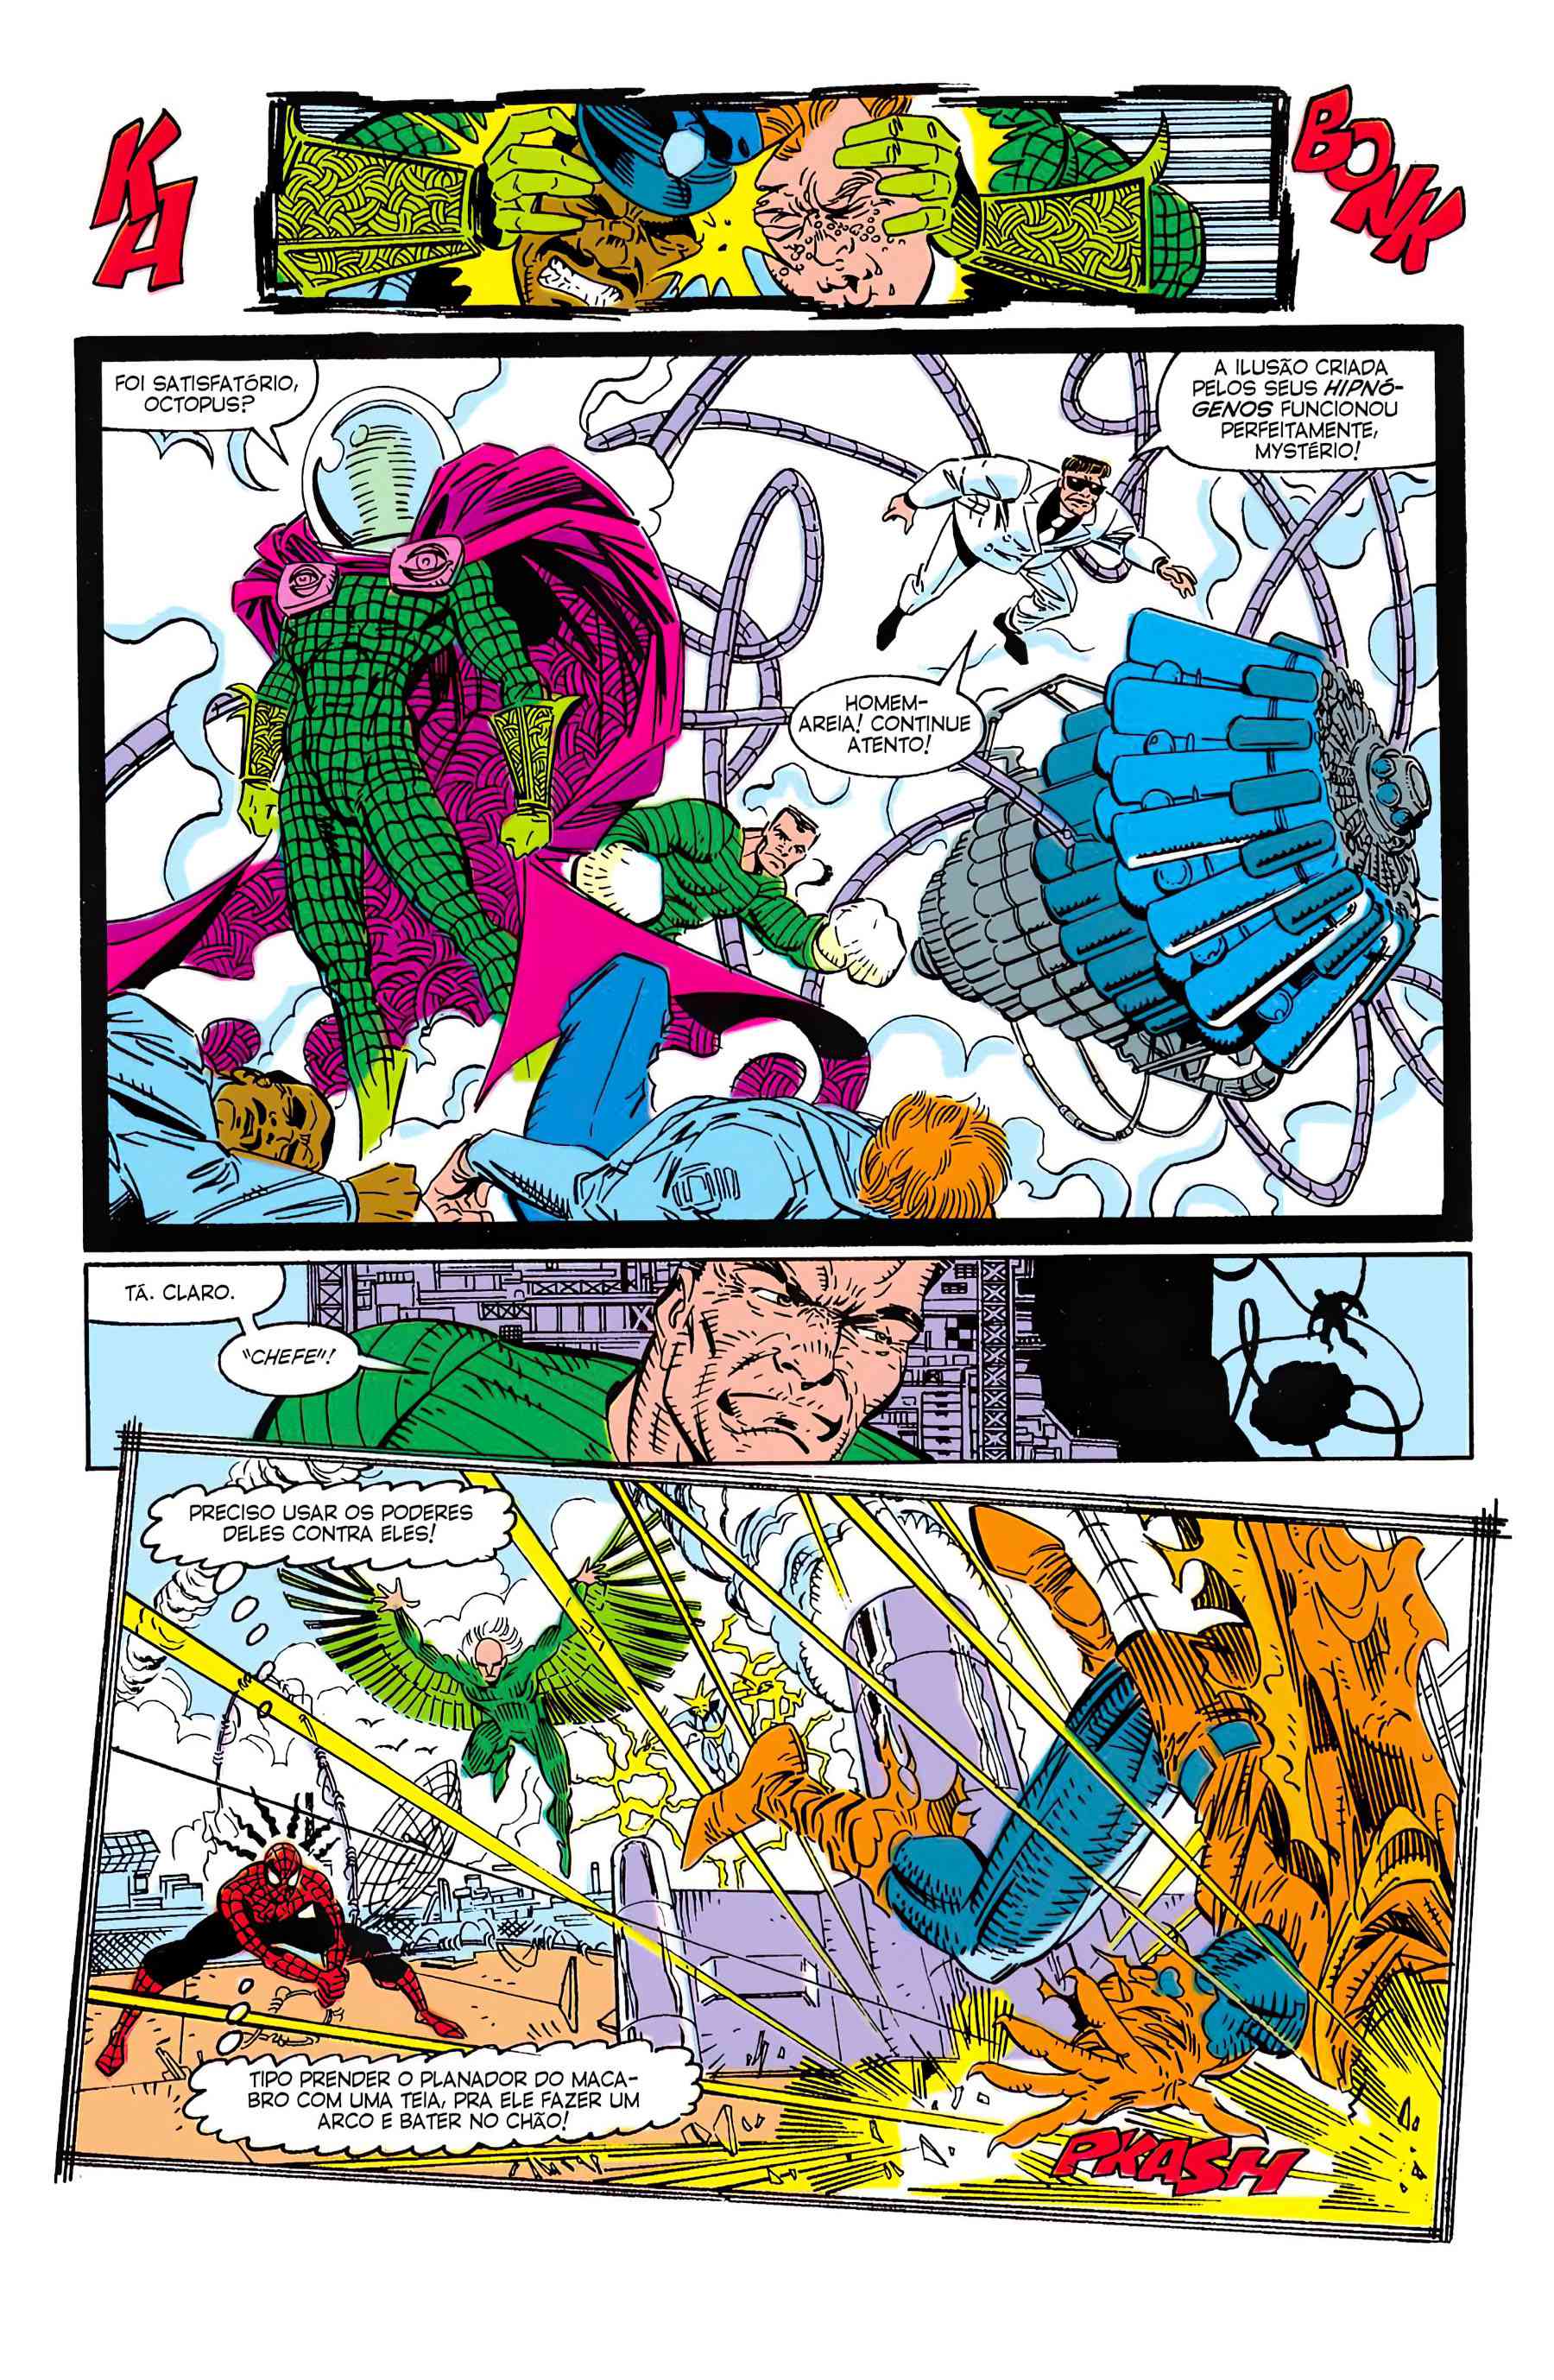 KA
BONK
FOI SATISFATÓRIO,
OCTOPUS?
A ILUSÃO CRIADA
PELOS SEUS HIPNÓ-
GENOS FUNCIONOU
PERFEITAMENTE,
MYSTÉRIO!
HOMEM-
AREIA! CONTINUE
ATENTO!
TÁ. CLARO.
"CHEFE"!
PRECISO USAR OS PODERES
DELES CONTRA ELES!
TIPO PRENDER O PLANADOR DO MACA-
BRO COM UMA TEIA, PRA ELE FAZER UM
ARCO E BATER NO CHÃO!
PKASH